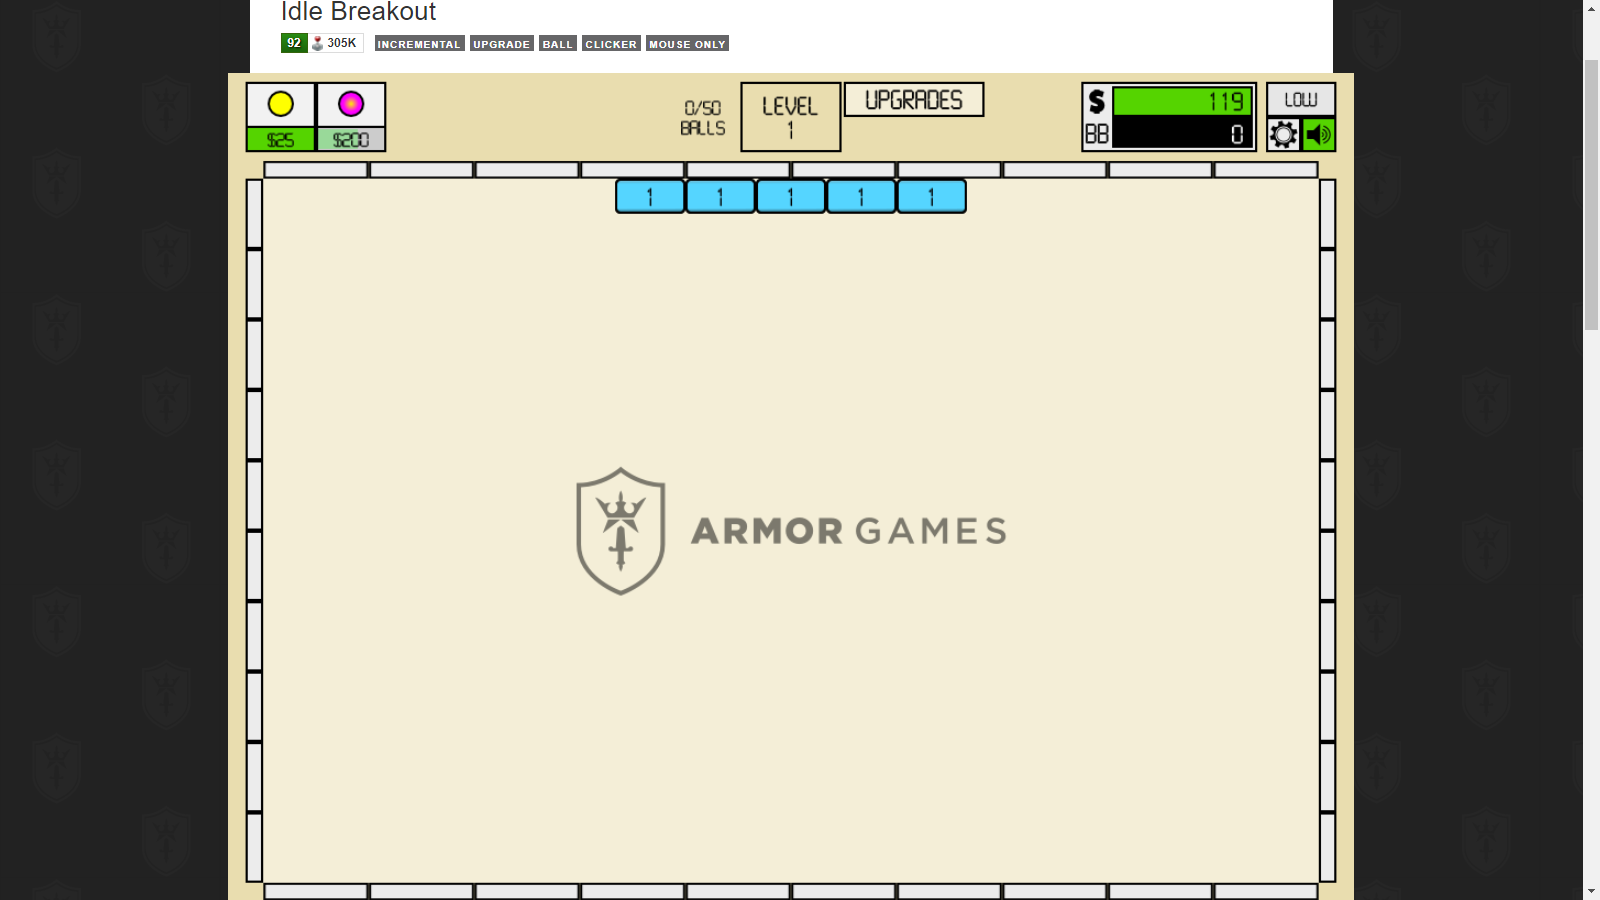 Idle Breakout
92 305K INCREMENTAL UPGRADE BALL CLICKER MOUSE ONLY
$25 $200
0/50
BALLS
LEVEL
1
UPGRADES
$ 119
BB 0
LOW
1 1 1 1 1
ARMOR GAMES